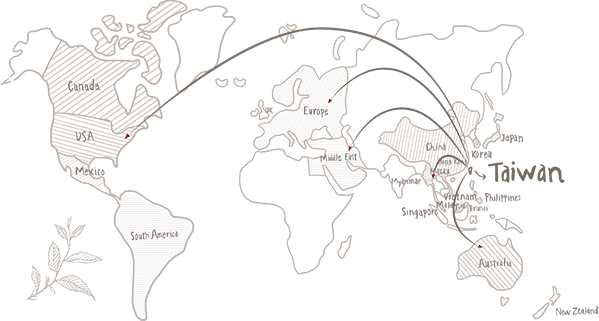 Canada
UK
Europe
USA
Japan
China
Korea
Middle East
Hong Kong
Mexico
Taiwan
Myanmar
Vietnam
Philippines
Malaysia
Brunei
Singapore
South America
Australia
New Zealand